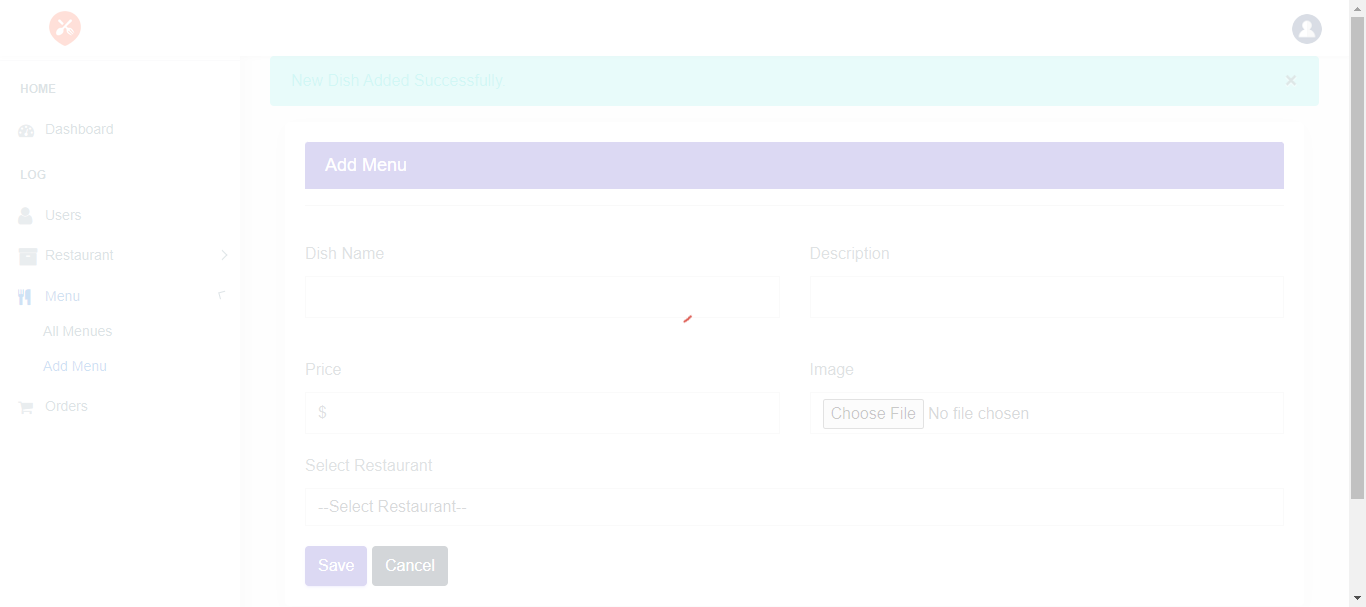 New Dish Added Successfully
×
HOME
Dashboard
LOG
Users
Restaurant
Menu
All Menues
Add Menu
Orders
Add Menu
Dish Name
Description
Price
Image
$
Choose File No file chosen
Select Restaurant
--Select Restaurant--
Save Cancel